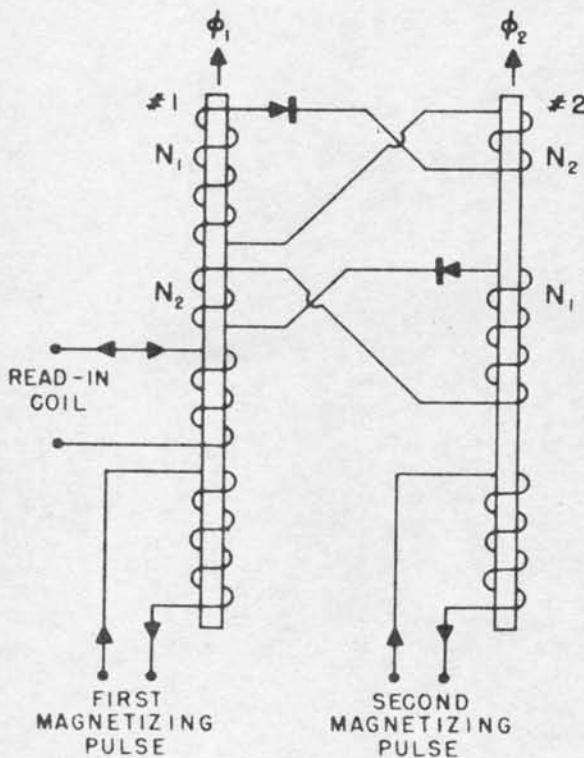 ϕ₁
ϕ₂
#1
#2
N₁
N₂
N₂
N₁
READ-IN
COIL
FIRST
MAGNETIZING
PULSE
SECOND
MAGNETIZING
PULSE